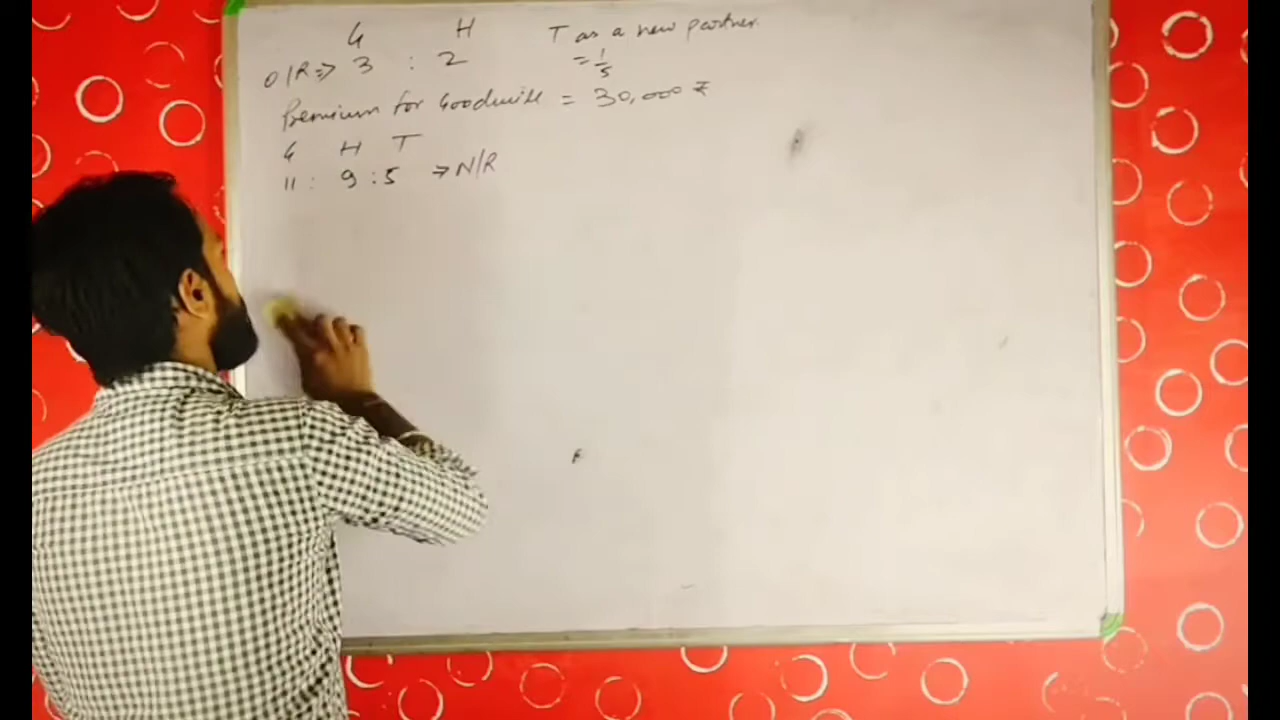 G H T as a new partner.
O/R => 3 : 2 = 1/5
Premium for Goodwill = 30,000 ₹
G H T
11 : 9 : 5 → N/R